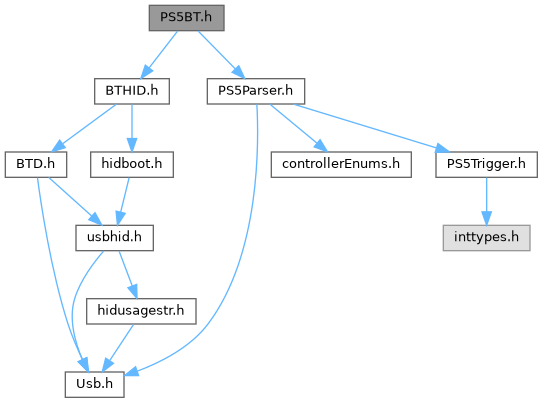 PS5BT.h
BTHID.h
PS5Parser.h
BTD.h
hidboot.h
controllerEnums.h
PS5Trigger.h
usbhid.h
inttypes.h
hidusagestr.h
Usb.h